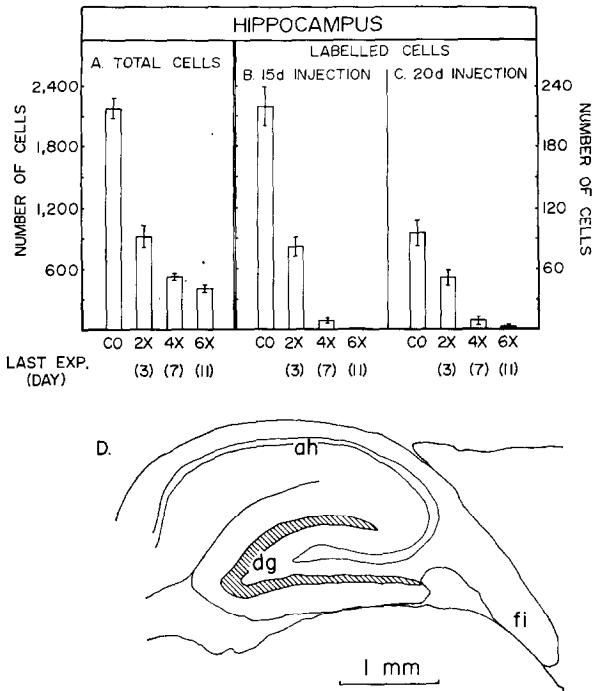 HIPPOCAMPUS
LABELLED CELLS
A. TOTAL CELLS
B. 15d INJECTION
C. 20d INJECTION
NUMBER OF CELLS
2,400
1,800
1,200
600
240
180
120
60
NUMBER OF CELLS
CO 2X 4X 6X CO 2X 4X 6X CO 2X 4X 6X
LAST EXP. (3) (7) (11) (3) (7) (11) (3) (7) (11)
(DAY)
D.
ah
dg
fi
1 mm